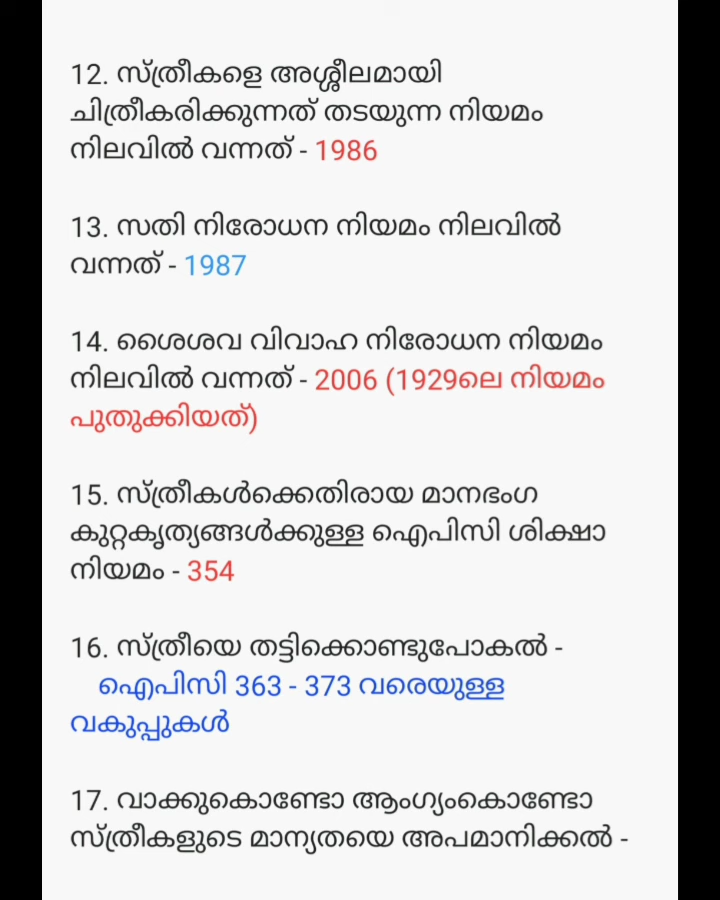 12. സ്ത്രീകളെ അശ്ലീലമായി
ചിത്രീകരിക്കുന്നത് തടയുന്ന നിയമം
നിലവിൽ വന്നത് - 1986
13. സതി നിരോധന നിയമം നിലവിൽ
വന്നത് - 1987
14. ശൈശവ വിവാഹ നിരോധന നിയമം
നിലവിൽ വന്നത് - 2006 (1929ലെ നിയമം
പുതുക്കിയത്)
15. സ്ത്രീകൾക്കെതിരായ മാനഭംഗ
കുറ്റകൃത്യങ്ങൾക്കുള്ള ഐപിസി ശിക്ഷാ
നിയമം - 354
16. സ്ത്രീയെ തട്ടിക്കൊണ്ടുപോകൽ -
ഐപിസി 363 - 373 വരെയുള്ള
വകുപ്പുകൾ
17. വാക്കുകൊണ്ടോ ആംഗ്യംകൊണ്ടോ
സ്ത്രീകളുടെ മാന്യതയെ അപമാനിക്കൽ -